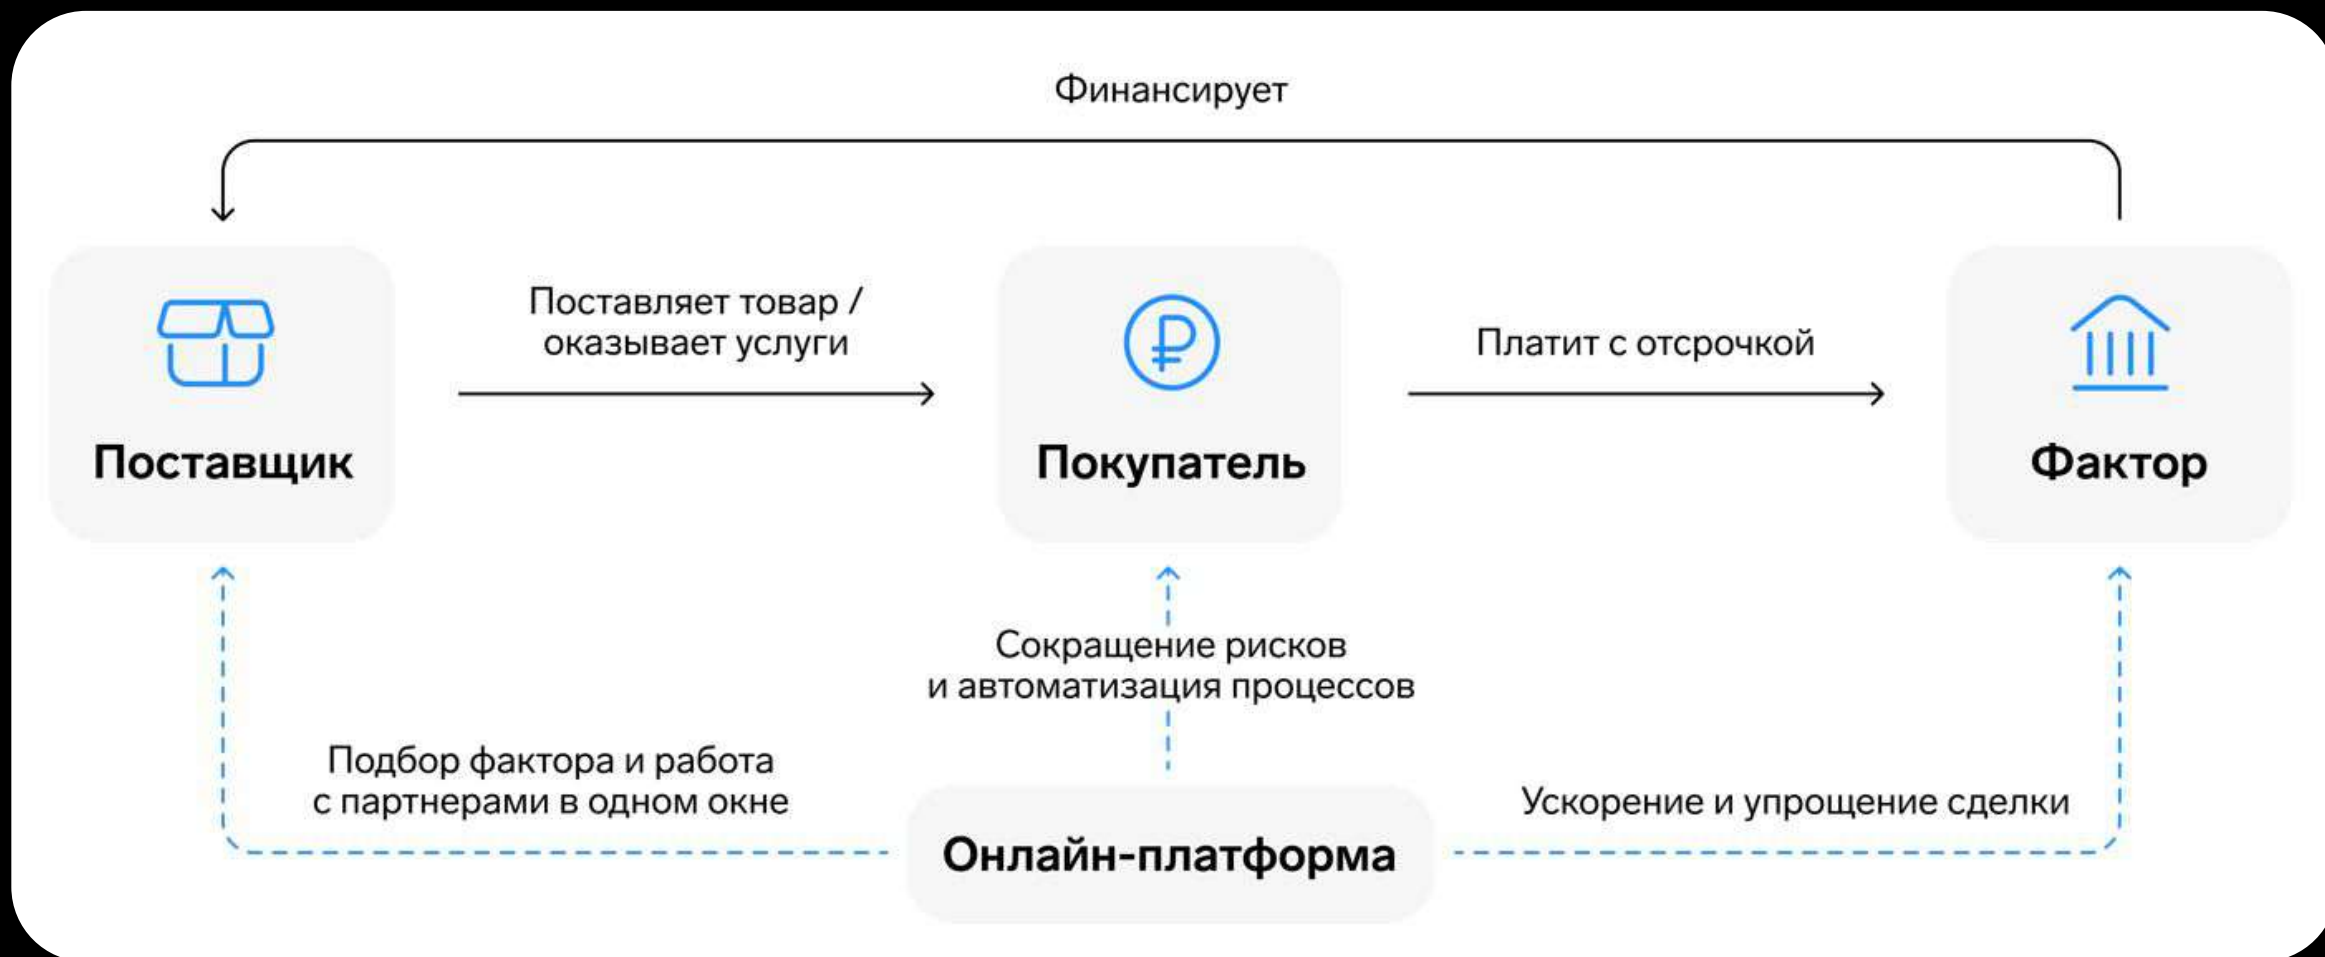 Финансирует
Поставляет товар /
оказывает услуги
Платит с отсрочкой
Поставщик
Покупатель
Фактор
Сокращение рисков
и автоматизация процессов
Подбор фактора и работа
с партнерами в одном окне
Ускорение и упрощение сделки
Онлайн-платформа